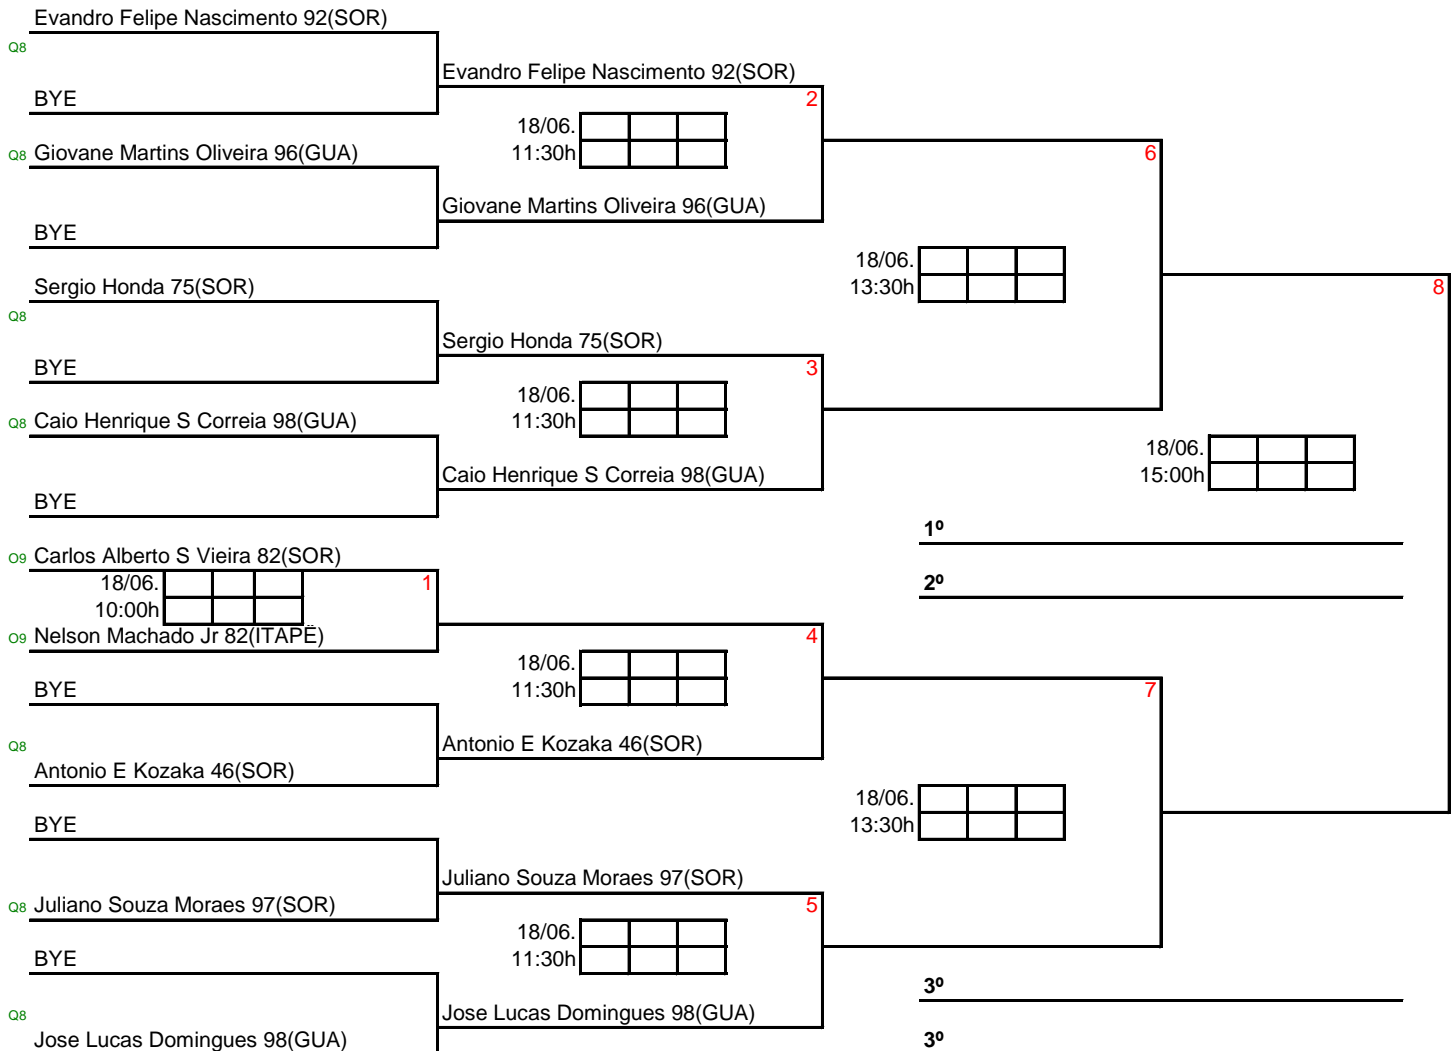 Evandro Felipe Nascimento 92(SOR)
Q8
BYE
Evandro Felipe Nascimento 92(SOR)
2
18/06.
11:30h
Q8 Giovane Martins Oliveira 96(GUA)
6
Giovane Martins Oliveira 96(GUA)
BYE
18/06.
13:30h
Sergio Honda 75(SOR)
8
Q8
Sergio Honda 75(SOR)
BYE
3
18/06.
11:30h
Q8 Caio Henrique S Correia 98(GUA)
18/06.
15:00h
Caio Henrique S Correia 98(GUA)
BYE
1º
O9 Carlos Alberto S Vieira 82(SOR)
18/06.
10:00h
1
2º
O9 Nelson Machado Jr 82(ITAPË)
4
18/06.
11:30h
BYE
7
Q8
Antonio E Kozaka 46(SOR)
Antonio E Kozaka 46(SOR)
18/06.
13:30h
BYE
Juliano Souza Moraes 97(SOR)
Q8 Juliano Souza Moraes 97(SOR)
5
18/06.
11:30h
BYE
3º
Q8
Jose Lucas Domingues 98(GUA)
Jose Lucas Domingues 98(GUA)
3º